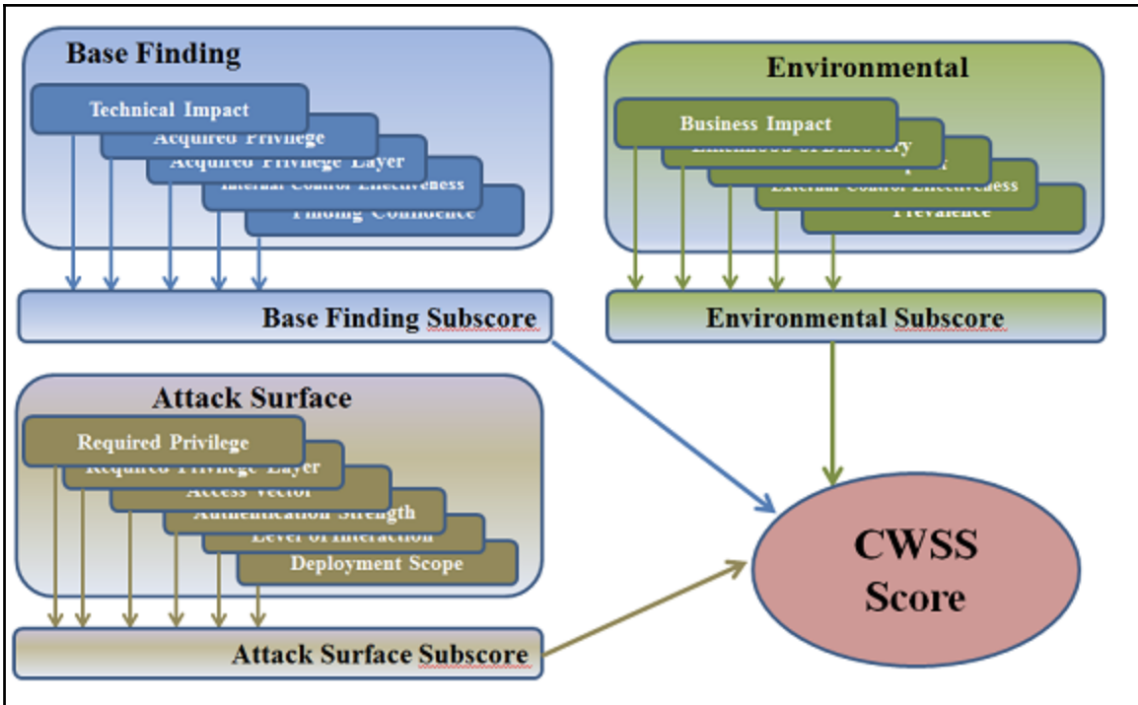 Base Finding
Technical Impact
Acquired Privilege
Acquired Privilege Layer
Internal Control Effectiveness
Finding Confidence
Base Finding Subscore
Environmental
Business Impact
of Discovery
External Control Effectiveness
Prevalence
Environmental Subscore
Attack Surface
Required Privilege
Required Privilege Layer
Access Vector
Authentication Strength
Level of Interaction
Deployment Scope
Attack Surface Subscore
CWSS
Score